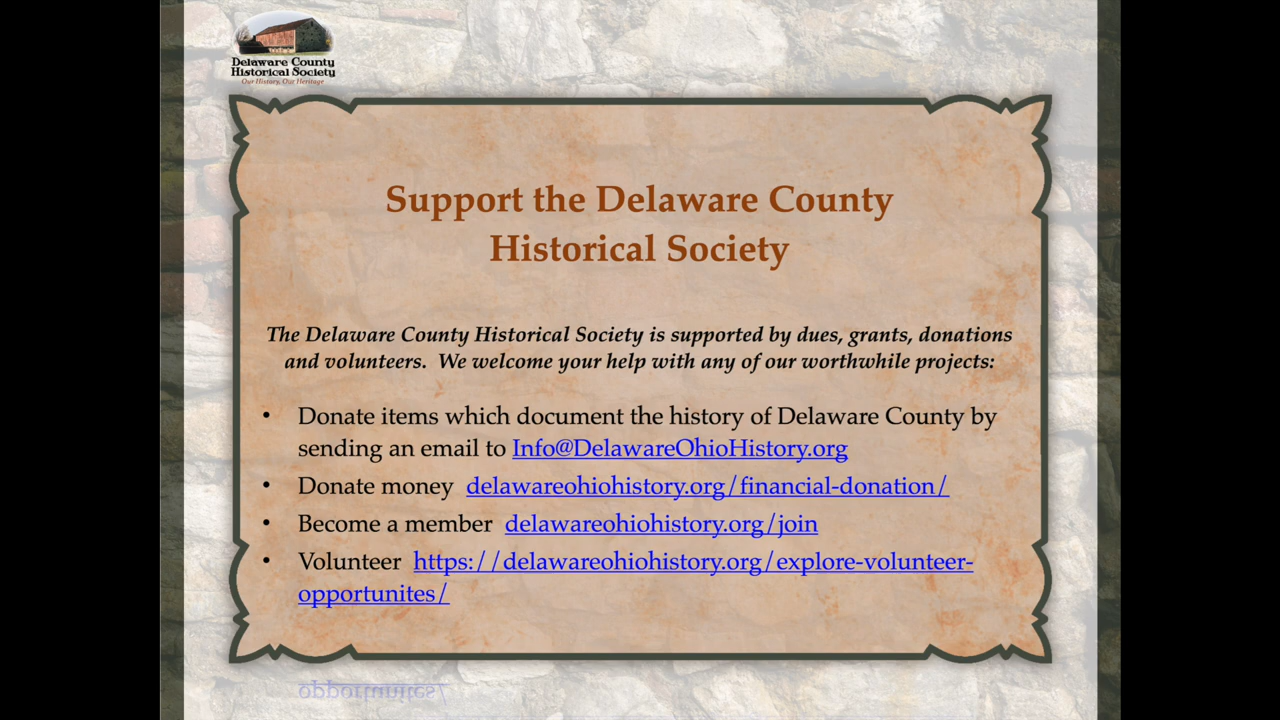 Delaware County
Historical Society
Our History, Our Heritage
Support the Delaware County
Historical Society
The Delaware County Historical Society is supported by dues, grants, donations
and volunteers.  We welcome your help with any of our worthwhile projects:
• Donate items which document the history of Delaware County by
sending an email to Info@DelawareOhioHistory.org
• Donate money  delawareohiohistory.org/financial-donation/
• Become a member  delawareohiohistory.org/join
• Volunteer  https://delawareohiohistory.org/explore-volunteer-
opportunites/
opportunites/